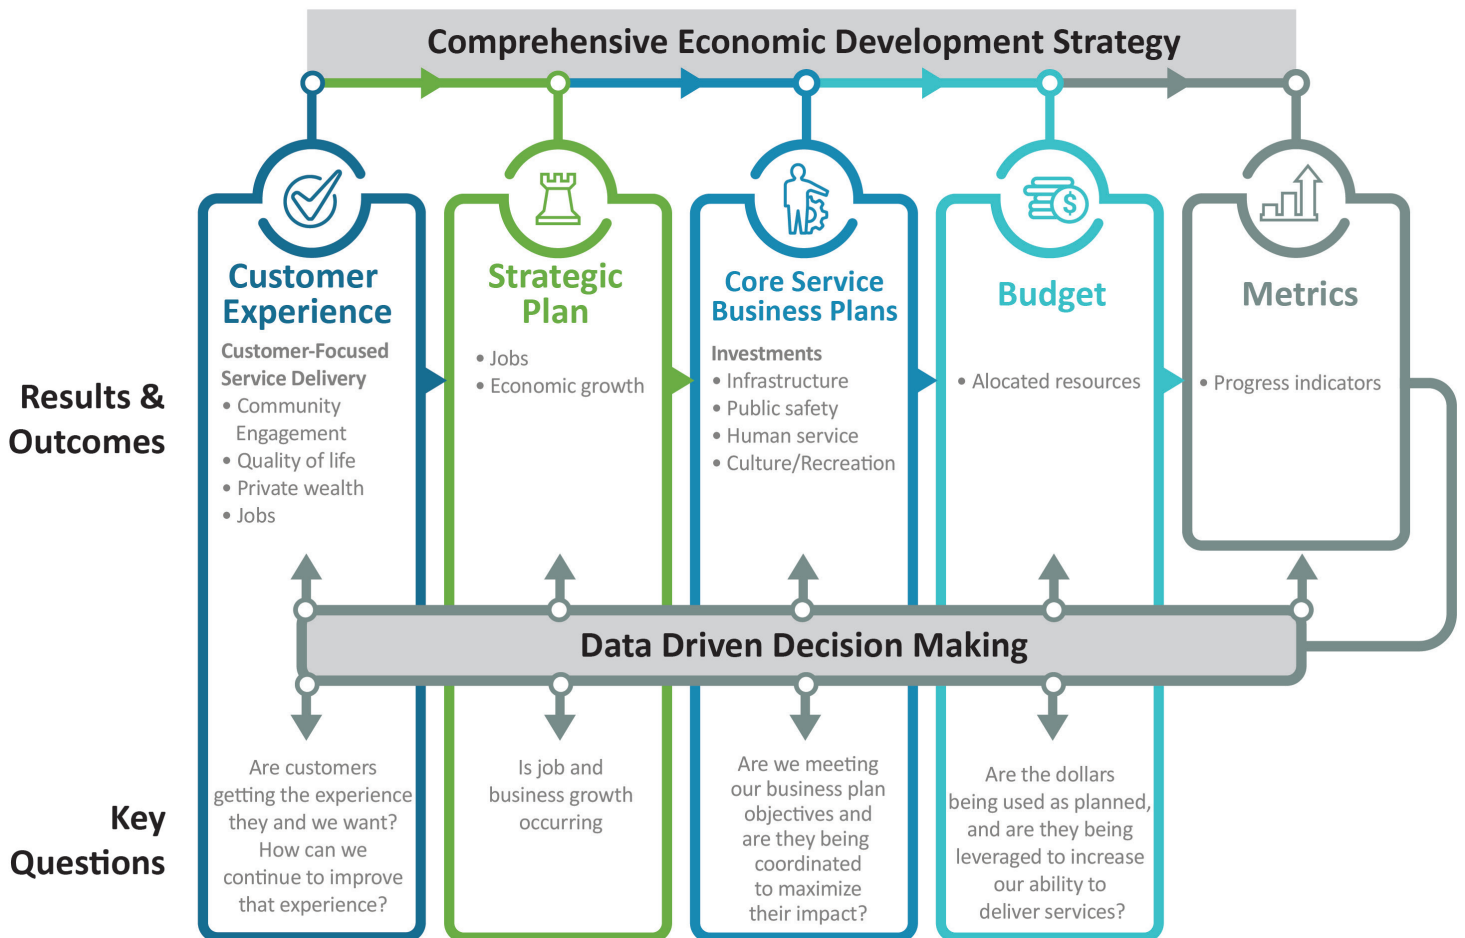 Comprehensive Economic Development Strategy
Customer
Experience
Customer-Focused
Service Delivery
• Community
Engagement
• Quality of life
• Private wealth
• Jobs
Strategic
Plan
• Jobs
• Economic growth
Core Service
Business Plans
Investments
• Infrastructure
• Public safety
• Human service
• Culture/Recreation
Budget
• Alocated resources
Metrics
• Progress indicators
Results &
Outcomes
Data Driven Decision Making
Key
Questions
Are customers
getting the experience
they and we want?
How can we
continue to improve
that experience?
Is job and
business growth
occurring
Are we meeting
our business plan
objectives and
are they being
coordinated
to maximize
their impact?
Are the dollars
being used as planned,
and are they being
leveraged to increase
our ability to
deliver services?
$